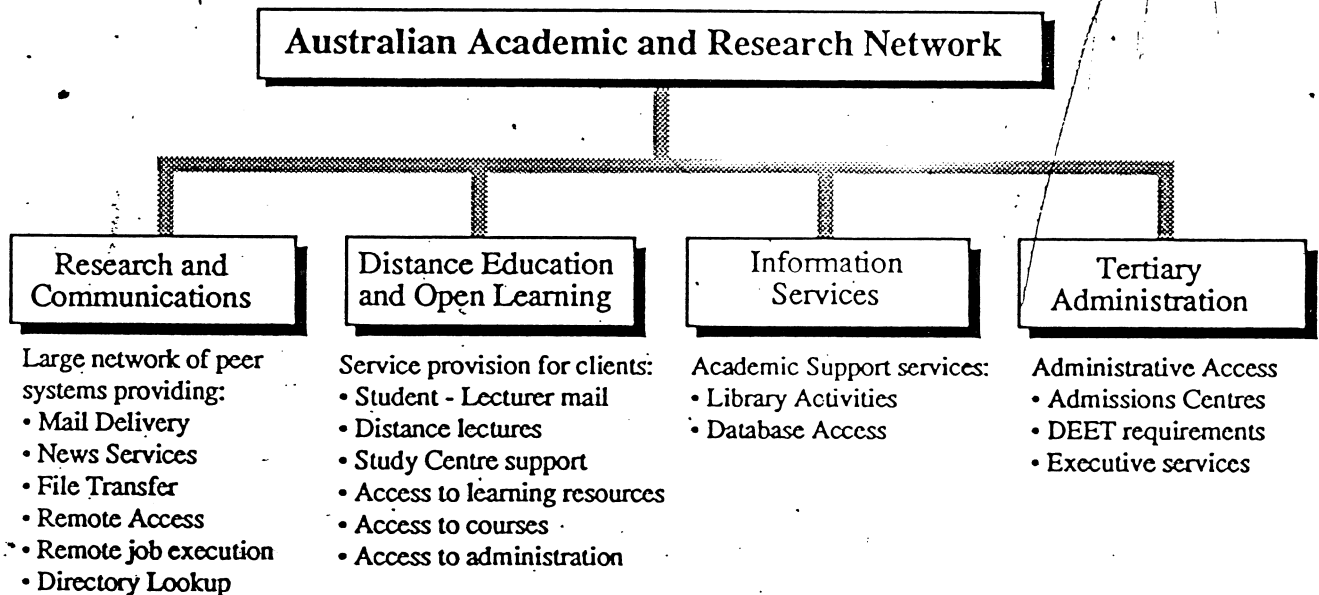 Australian Academic and Research Network
Research and
Communications
Large network of peer
systems providing:
• Mail Delivery
• News Services
• File Transfer
• Remote Access
• Remote job execution
• Directory Lookup
Distance Education
and Open Learning
Service provision for clients:
• Student - Lecturer mail
• Distance lectures
• Study Centre support
• Access to learning resources
• Access to courses
• Access to administration
Information
Services
Academic Support services:
• Library Activities
• Database Access
Tertiary
Administration
Administrative Access
• Admissions Centres
• DEET requirements
• Executive services